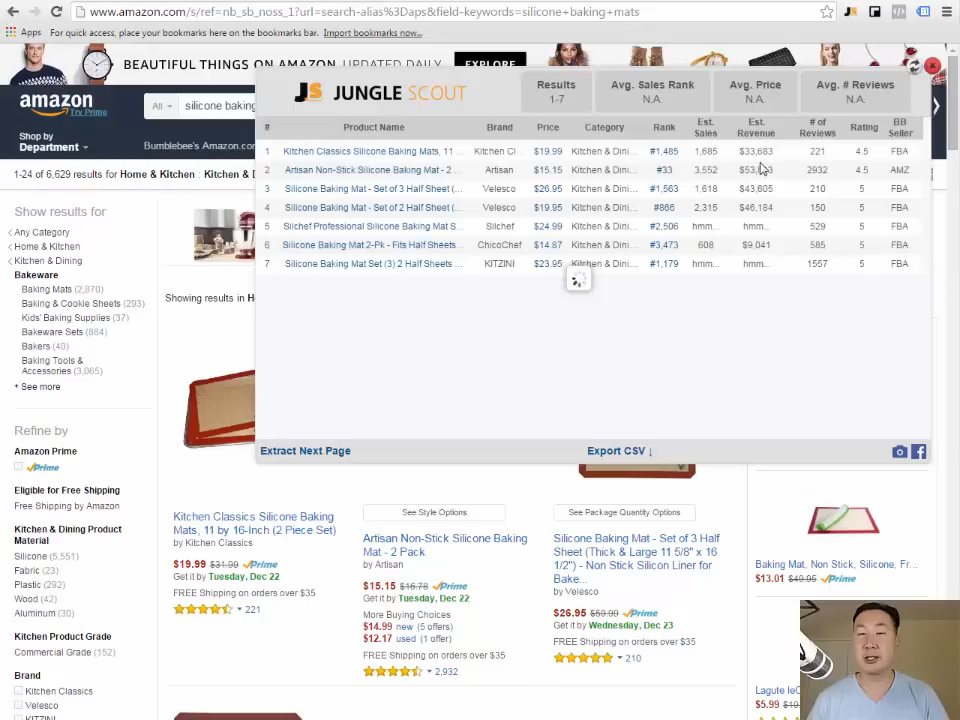 www.amazon.com/s/ref=nb_sb_noss_1?url=search-alias%3Daps&field-keywords=silicone+baking+mats
Apps For quick access, place your bookmarks here on the bookmarks bar. Import bookmarks now...
BEAUTIFUL THINGS ON AMAZON UPDATED DAILY EXPLORE
amazon
Try Prime
All silicone baking
Shop by
Department
Bumblebee's Amazon.co
1-24 of 6,629 results for Home & Kitchen : Kitchen & D
JS JUNGLE SCOUT
Results
1-7
Avg. Sales Rank
N.A.
Avg. Price
N.A.
Avg. # Reviews
N.A.
# Product Name Brand Price Category Rank Est. Sales Est. Revenue # of Reviews Rating BB Seller
1 Kitchen Classics Silicone Baking Mats, 11 ... Kitchen Cl... $19.99 Kitchen & Dini... #1,485 1,685 $33,683 221 4.5 FBA
2 Artisan Non-Stick Silicone Baking Mat - 2... Artisan $15.15 Kitchen & Dini... #33 3,552 2932 4.5 AMZ
3 Silicone Baking Mat - Set of 3 Half Sheet (... Velesco $26.95 Kitchen & Dini... #1,563 1,618 $43,605 210 5 FBA
4 Silicone Baking Mat - Set of 2 Half Sheet (... Velesco $19.95 Kitchen & Dini... #866 2,315 $46,184 150 5 FBA
5 Silchef Professional Silicone Baking Mat S... Silchef $24.99 Kitchen & Dini... #2,506 hmm... hmm... 529 5 FBA
6 Silicone Baking Mat 2-Pk - Fits Half Sheets... ChicoChef $14.87 Kitchen & Dini... #3,473 608 $9,041 585 5 FBA
7 Silicone Baking Mat Set (3) 2 Half Sheets ... KITZINI $23.95 Kitchen & Dini... #1,179 hmm... hmm... 1557 5 FBA
Extract Next Page Export CSV ↓
Show results for
Any Category
Home & Kitchen
Kitchen & Dining
Bakeware
Baking Mats (2,870)
Baking & Cookie Sheets (293)
Kids' Baking Supplies (37)
Bakeware Sets (884)
Bakers (40)
Baking Tools &
Accessories (3,065)
+ See more
Refine by
Amazon Prime
Prime
Eligible for Free Shipping
Free Shipping by Amazon
Kitchen & Dining Product
Material
Silicone (5,551)
Fabric (23)
Plastic (292)
Wood (42)
Aluminum (30)
Kitchen Product Grade
Commercial Grade (152)
Brand
Kitchen Classics
Velesco
KITZINI
Showing results in H
Kitchen Classics Silicone Baking
Mats, 11 by 16-Inch (2 Piece Set)
by Kitchen Classics
$19.99 $31.99 Prime
Get it by Tuesday, Dec 22
FREE Shipping on orders over $35
221
See Style Options
Artisan Non-Stick Silicone Baking
Mat - 2 Pack
by Artisan
$15.15 $16.78 Prime
Get it by Tuesday, Dec 22
More Buying Choices
$14.99 new (5 offers)
$12.17 used (1 offer)
FREE Shipping on orders over $35
2,932
See Package Quantity Options
Silicone Baking Mat - Set of 3 Half
Sheet (Thick & Large 11 5/8" x 16
1/2") - Non Stick Silicon Liner for
Bake...
by Velesco
$26.95 $59.99 Prime
Get it by Wednesday, Dec 23
FREE Shipping on orders over $35
210
Baking Mat, Non Stick, Silicone, Fr...
$13.01 $49.95 Prime
Lagute
$5.99